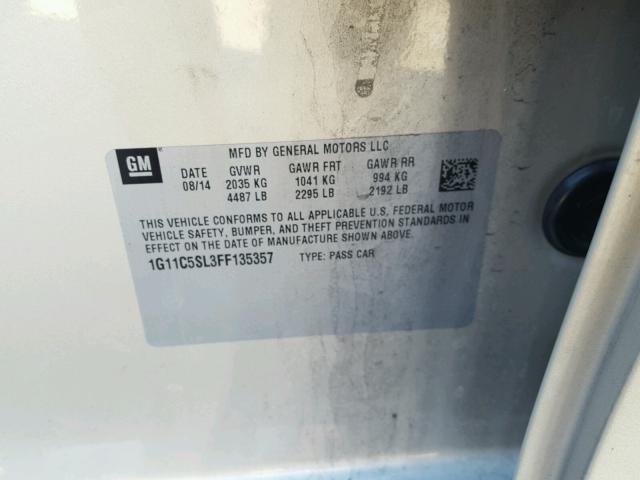 GM
MFD BY GENERAL MOTORS LLC
DATE GVWR GAWR FRT GAWR RR
08/14 2035 KG 1041 KG 994 KG
4487 LB 2295 LB 2192 LB
THIS VEHICLE CONFORMS TO ALL APPLICABLE U.S. FEDERAL MOTOR
VEHICLE SAFETY, BUMPER, AND THEFT PREVENTION STANDARDS IN
EFFECT ON THE DATE OF MANUFACTURE SHOWN ABOVE.
1G11C5SL3FF135357 TYPE: PASS CAR